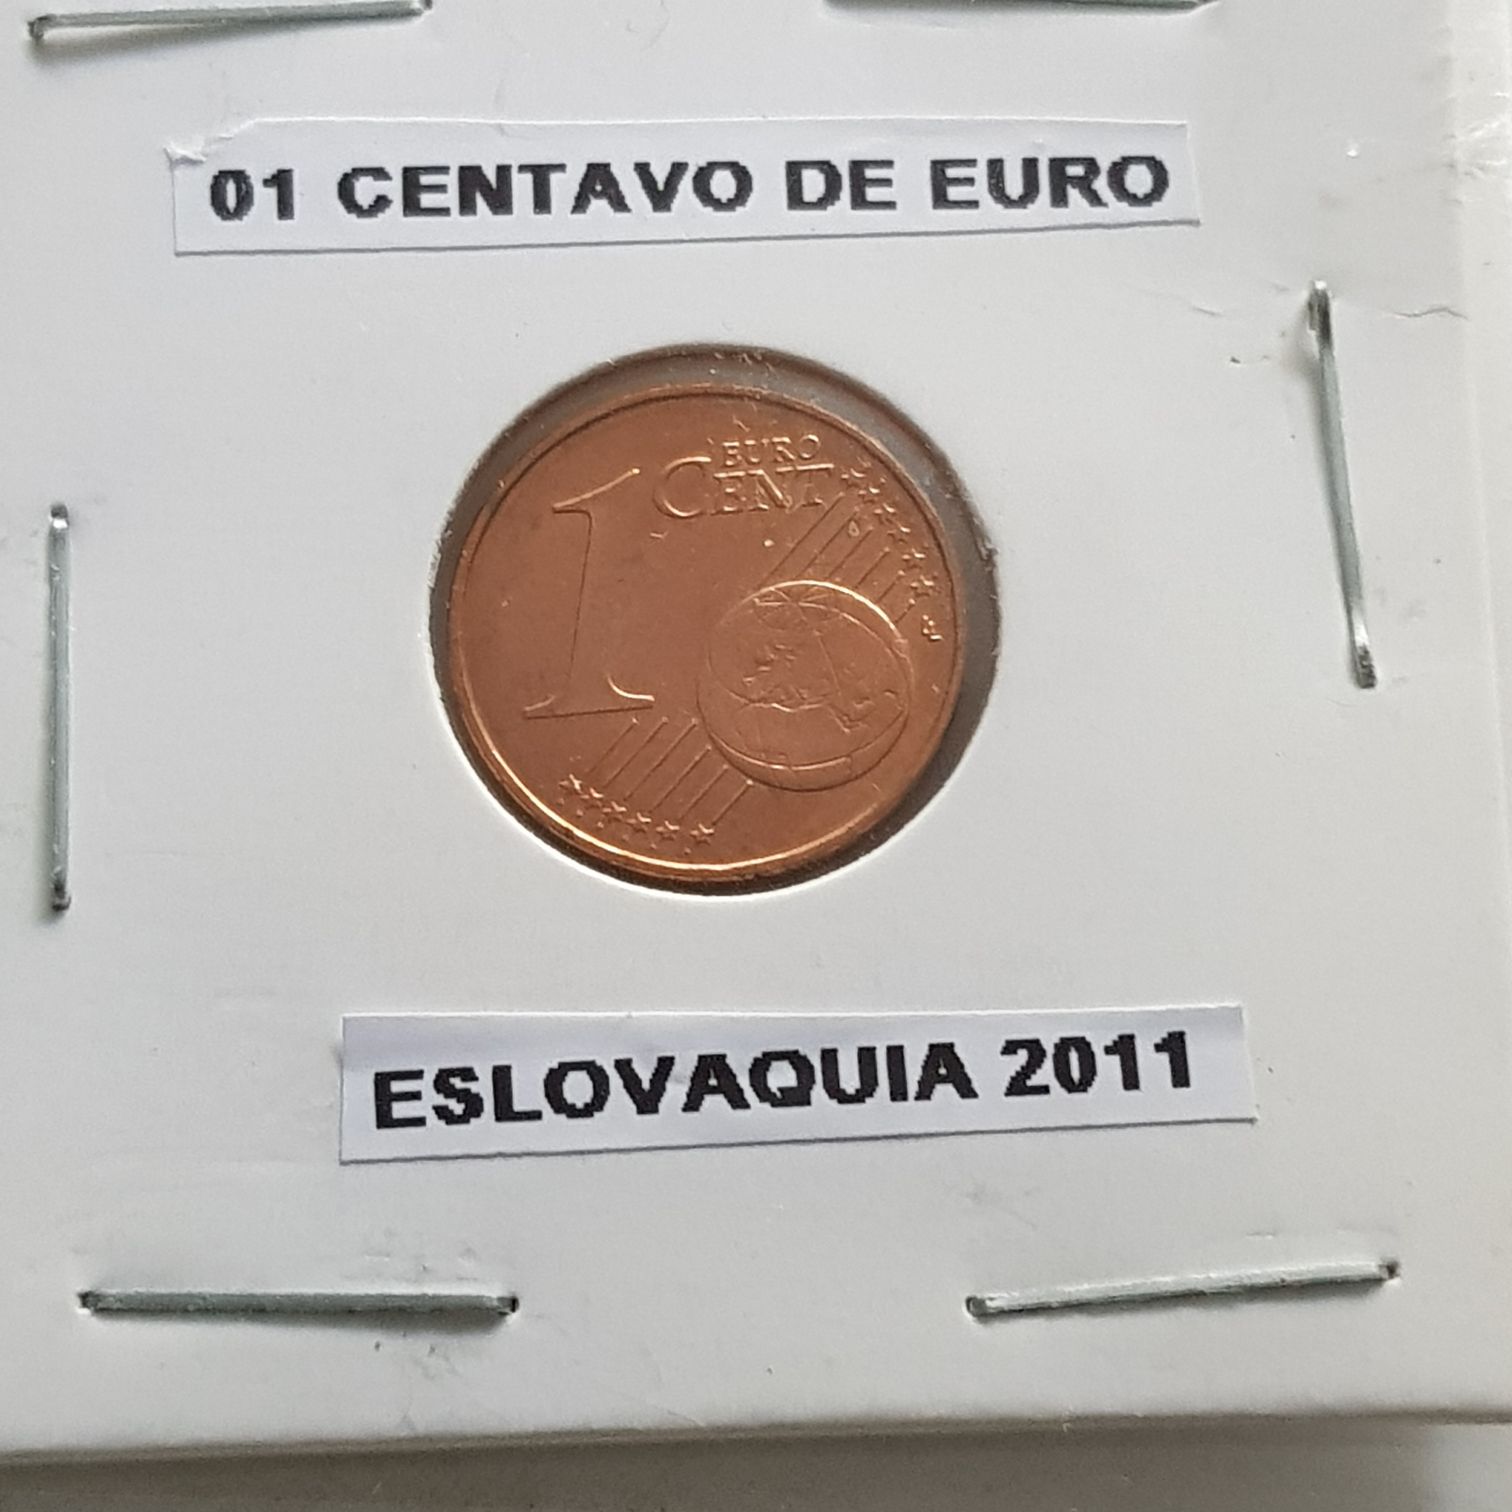 01 CENTAVO DE EURO
1 EURO
CENT
ESLOVAQUIA 2011